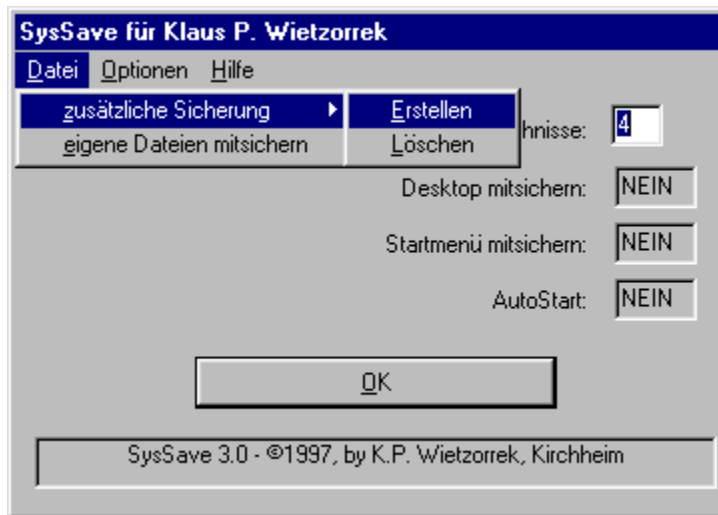 SysSave für Klaus P. Wietzorrek
Datei Optionen Hilfe
zusätzliche Sicherung Erstellen
eigene Dateien mitsichern Löschen
hnisse: 4
Desktop mitsichern: NEIN
Startmenü mitsichern: NEIN
AutoStart: NEIN
OK
SysSave 3.0 - ©1997, by K.P. Wietzorrek, Kirchheim